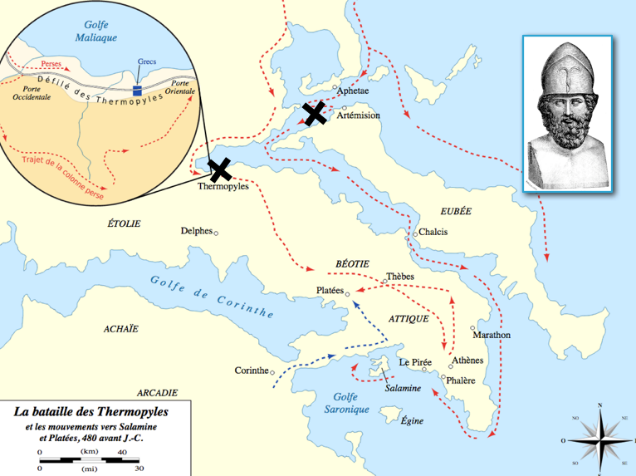 Golfe
Maliaque
Perses
Grecs
Défilé des Thermopyles
Porte
Occidentale
Porte
Orientale
Trajet de la colonne perse
Aphetae
Artémision
Thermopyles
EUBÉE
ÉTOLIE
Delphes
Chalcis
BÉOTIE
Thèbes
Golfe de Corinthe
Platées
ATTIQUE
ACHAÏE
Marathon
Le Pirée
Athènes
Corinthe
Phalère
Salamine
ARCADIE
Golfe
Saronique
Égine
La bataille des Thermopyles
et les mouvements vers Salamine
et Platées, 480 avant J.-C.
0 (km) 40
0 (mi) 30
N
NO
NE
O
E
SO
SE
S